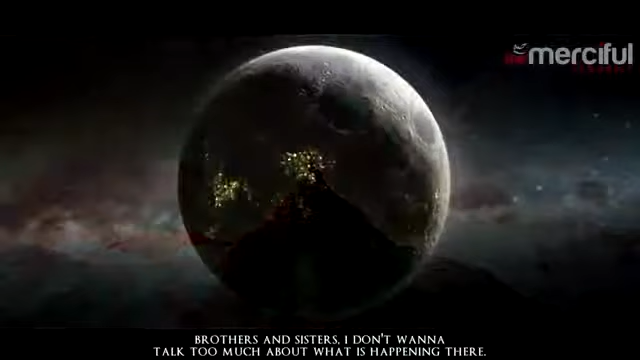 merciful
BROTHERS AND SISTERS, I DON'T WANNA
TALK TOO MUCH ABOUT WHAT IS HAPPENING THERE.